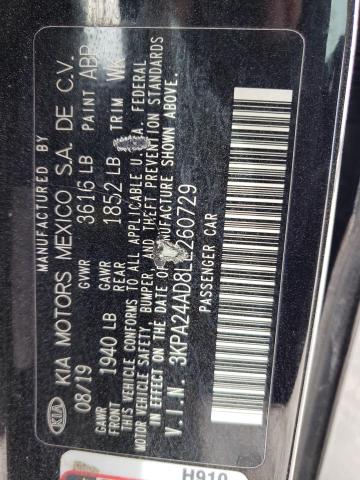 MANUFACTURED BY
KIA KIA MOTORS MEXICO S.A. DE C.V.
08/19 GVWR 3616 LB PAINT ABP
GAWR FRONT 1940 LB GAWR REAR 1852 LB TRIM WK
THIS VEHICLE CONFORMS TO ALL APPLICABLE U.S.A. FEDERAL
MOTOR VEHICLE SAFETY, BUMPER, AND THEFT PREVENTION STANDARDS
IN EFFECT ON THE DATE OF MANUFACTURE SHOWN ABOVE.
V.I.N. 3KPA24AD8LE260729
PASSENGER CAR
H910